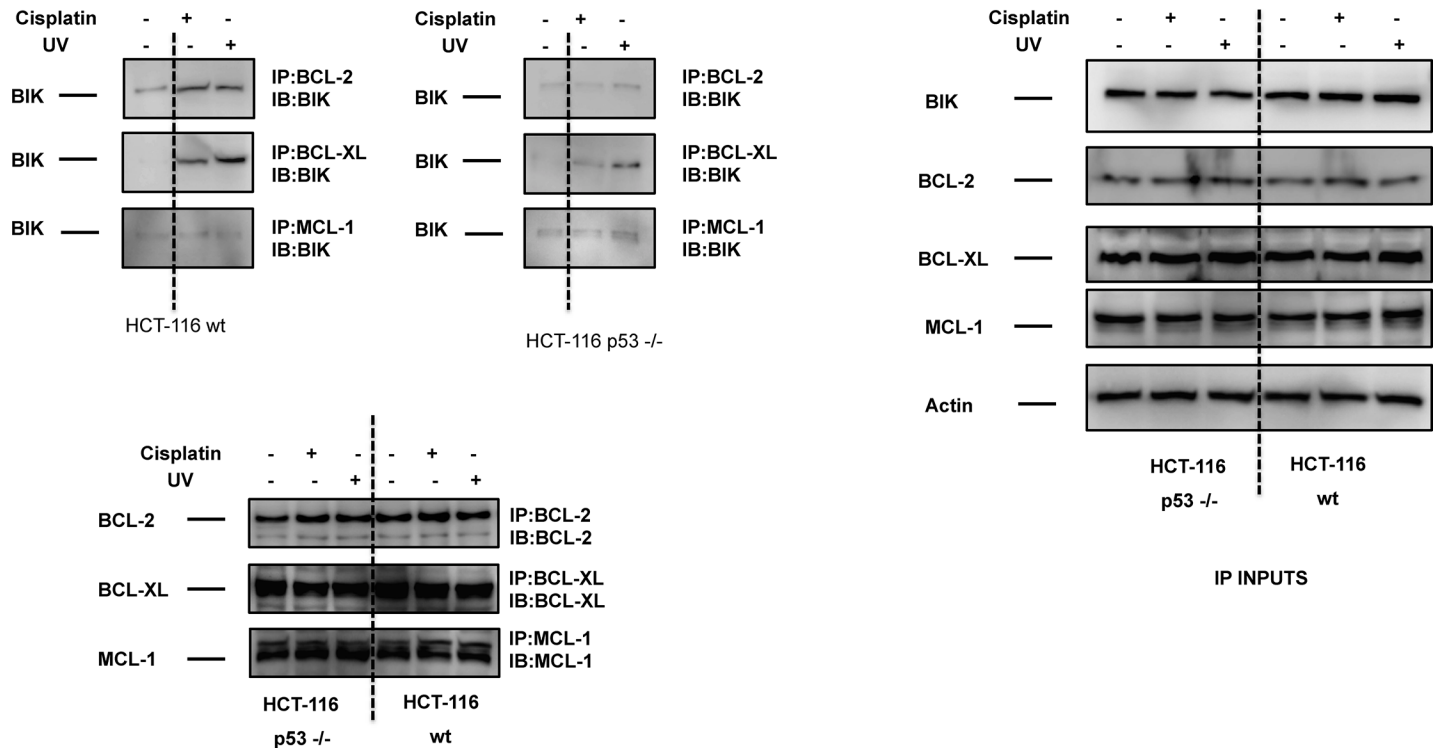 Cisplatin - + -
UV - - +
BIK IP:BCL-2
IB:BIK
BIK IP:BCL-XL
IB:BIK
BIK IP:MCL-1
IB:BIK
HCT-116 wt
Cisplatin - + -
UV - - +
BIK IP:BCL-2
IB:BIK
BIK IP:BCL-XL
IB:BIK
BIK IP:MCL-1
IB:BIK
HCT-116 p53 -/-
Cisplatin - + - - + -
UV - - + - - +
BIK
BCL-2
BCL-XL
MCL-1
Actin
HCT-116 HCT-116
p53 -/- wt
IP INPUTS
Cisplatin - + - - + -
UV - - + - - +
BCL-2 IP:BCL-2
IB:BCL-2
BCL-XL IP:BCL-XL
IB:BCL-XL
MCL-1 IP:MCL-1
IB:MCL-1
HCT-116 HCT-116
p53 -/- wt